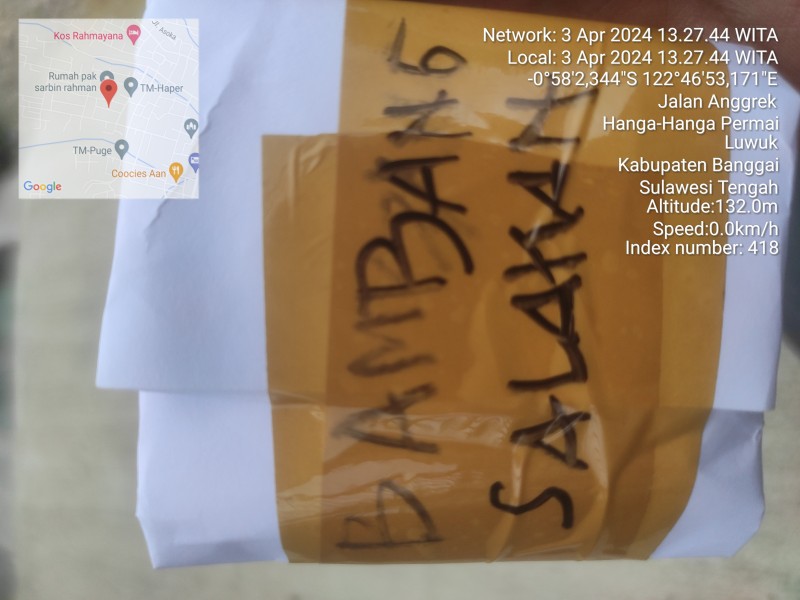 Kos Rahmayana
Jl. Asoka
Rumah pak
sarbin rahman
TM-Haper
TM-Puge
Coocies Aan
Google
Network: 3 Apr 2024 13.27.44 WITA
Local: 3 Apr 2024 13.27.44 WITA
-0°58'2,344"S 122°46'53,171"E
Jalan Anggrek
Hanga-Hanga Permai
Luwuk
Kabupaten Banggai
Sulawesi Tengah
Altitude:132.0m
Speed:0.0km/h
Index number: 418
BAMBANG
SALAKAN